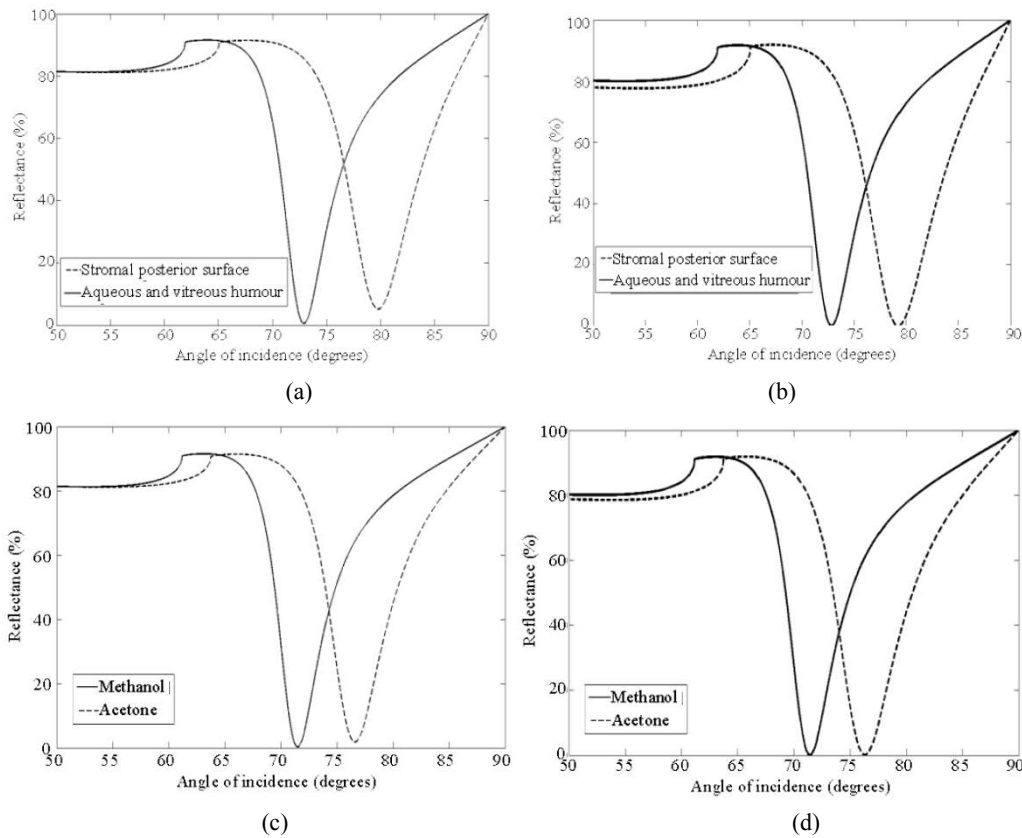 100
80
60
40
20
0
Reflectance (%)
Stromal posterior surface
Aqueous and vitreous humour
50 55 60 65 70 75 80 85 90
Angle of incidence (degrees)
(a)
100
80
60
40
20
0
Reflectance (%)
Stromal posterior surface
Aqueous and vitreous humour
50 55 60 65 70 75 80 85 90
Angle of incidence (degrees)
(b)
100
80
60
40
20
0
Reflectance (%)
Methanol
Acetone
50 55 60 65 70 75 80 85 90
Angle of incidence (degrees)
(c)
100
80
60
40
20
0
Reflectance (%)
Methanol
Acetone
50 55 60 65 70 75 80 85 90
Angle of incidence (degrees)
(d)